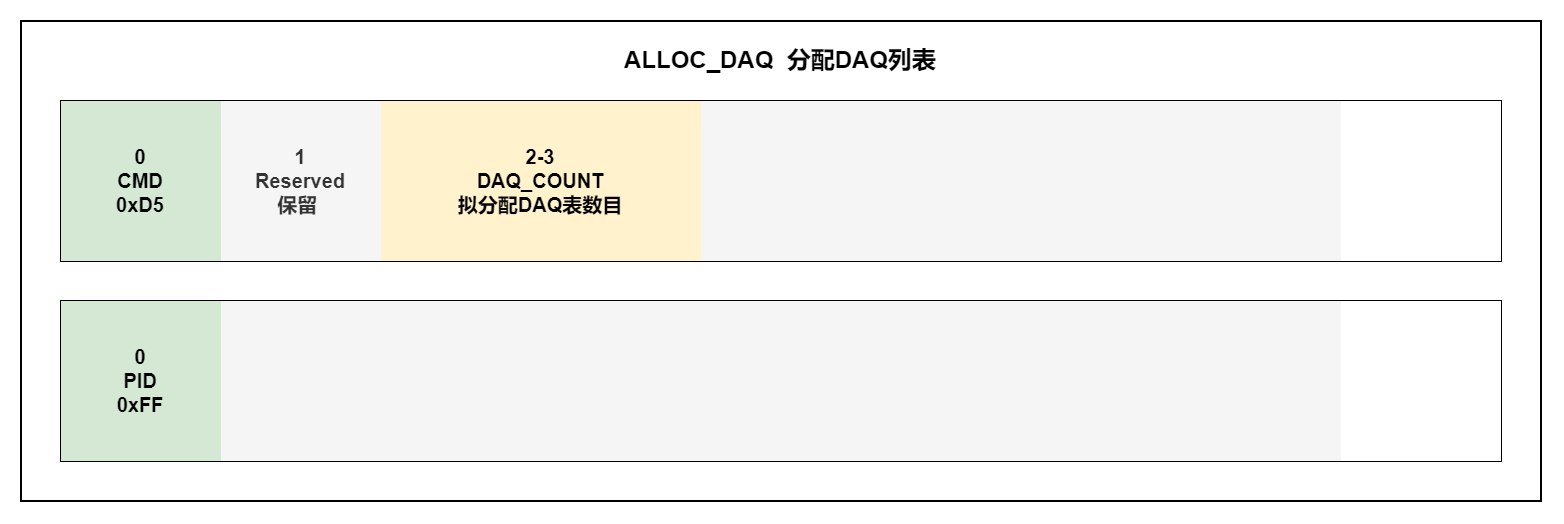 ALLOC_DAQ 分配DAQ列表
0
CMD
0xD5
1
Reserved
保留
2-3
DAQ_COUNT
拟分配DAQ表数目
0
PID
0xFF